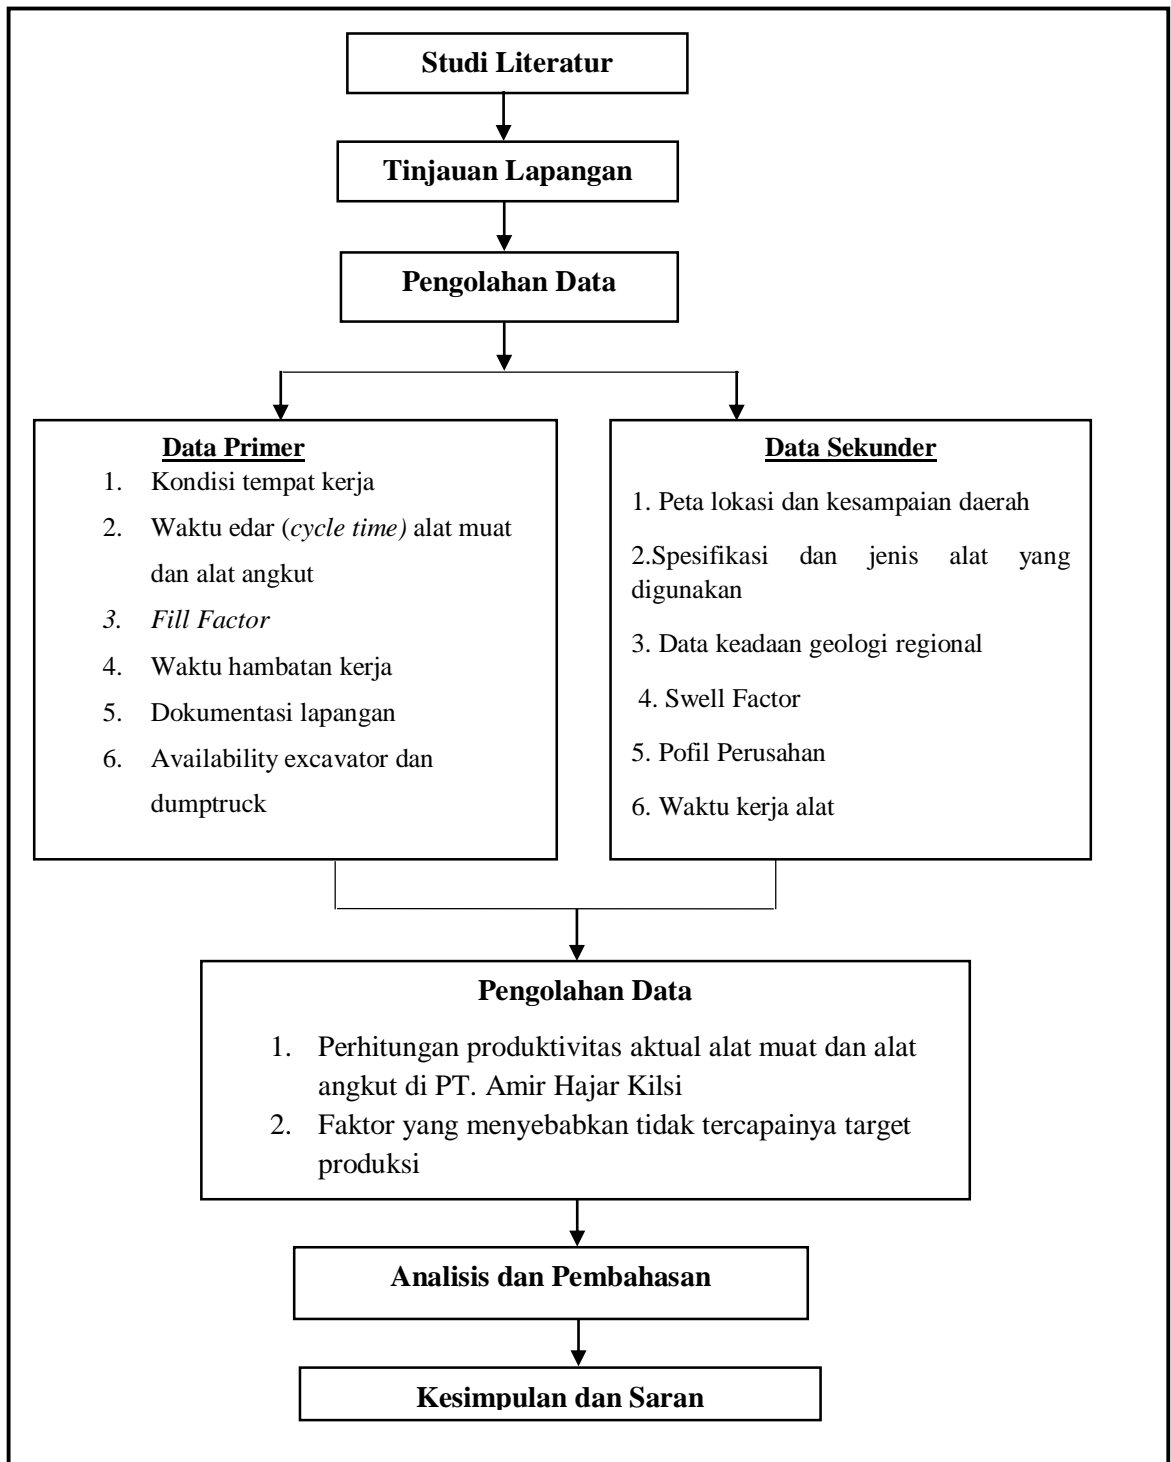 Studi Literatur
Tinjauan Lapangan
Pengolahan Data
Data Primer
1. Kondisi tempat kerja
2. Waktu edar (cycle time) alat muat
dan alat angkut
3. Fill Factor
4. Waktu hambatan kerja
5. Dokumentasi lapangan
6. Availability excavator dan
dumptruck
Data Sekunder
1. Peta lokasi dan kesampaian daerah
2.Spesifikasi dan jenis alat yang
digunakan
3. Data keadaan geologi regional
4. Swell Factor
5. Pofil Perusahan
6. Waktu kerja alat
Pengolahan Data
1. Perhitungan produktivitas aktual alat muat dan alat
angkut di PT. Amir Hajar Kilsi
2. Faktor yang menyebabkan tidak tercapainya target
produksi
Analisis dan Pembahasan
Kesimpulan dan Saran